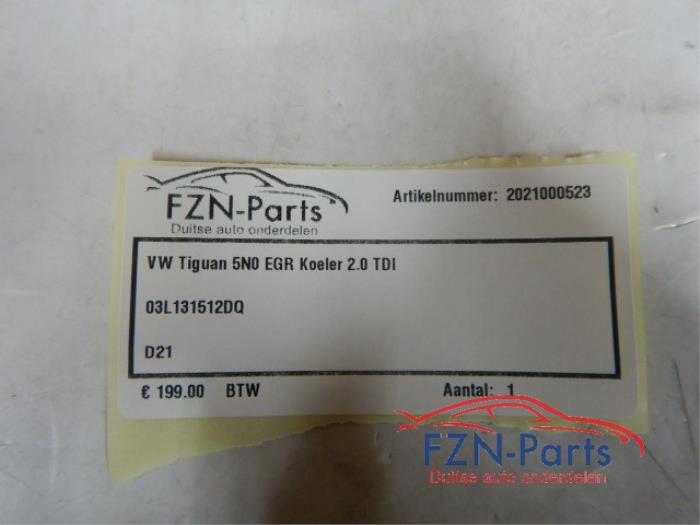 FZN-Parts
Duitse auto onderdelen
Artikelnummer: 2021000523
VW Tiguan 5N0 EGR Koeler 2.0 TDI
03L131512DQ
D21
€ 199.00 BTW Aantal: 1
FZN-Parts
Duitse auto onderdelen